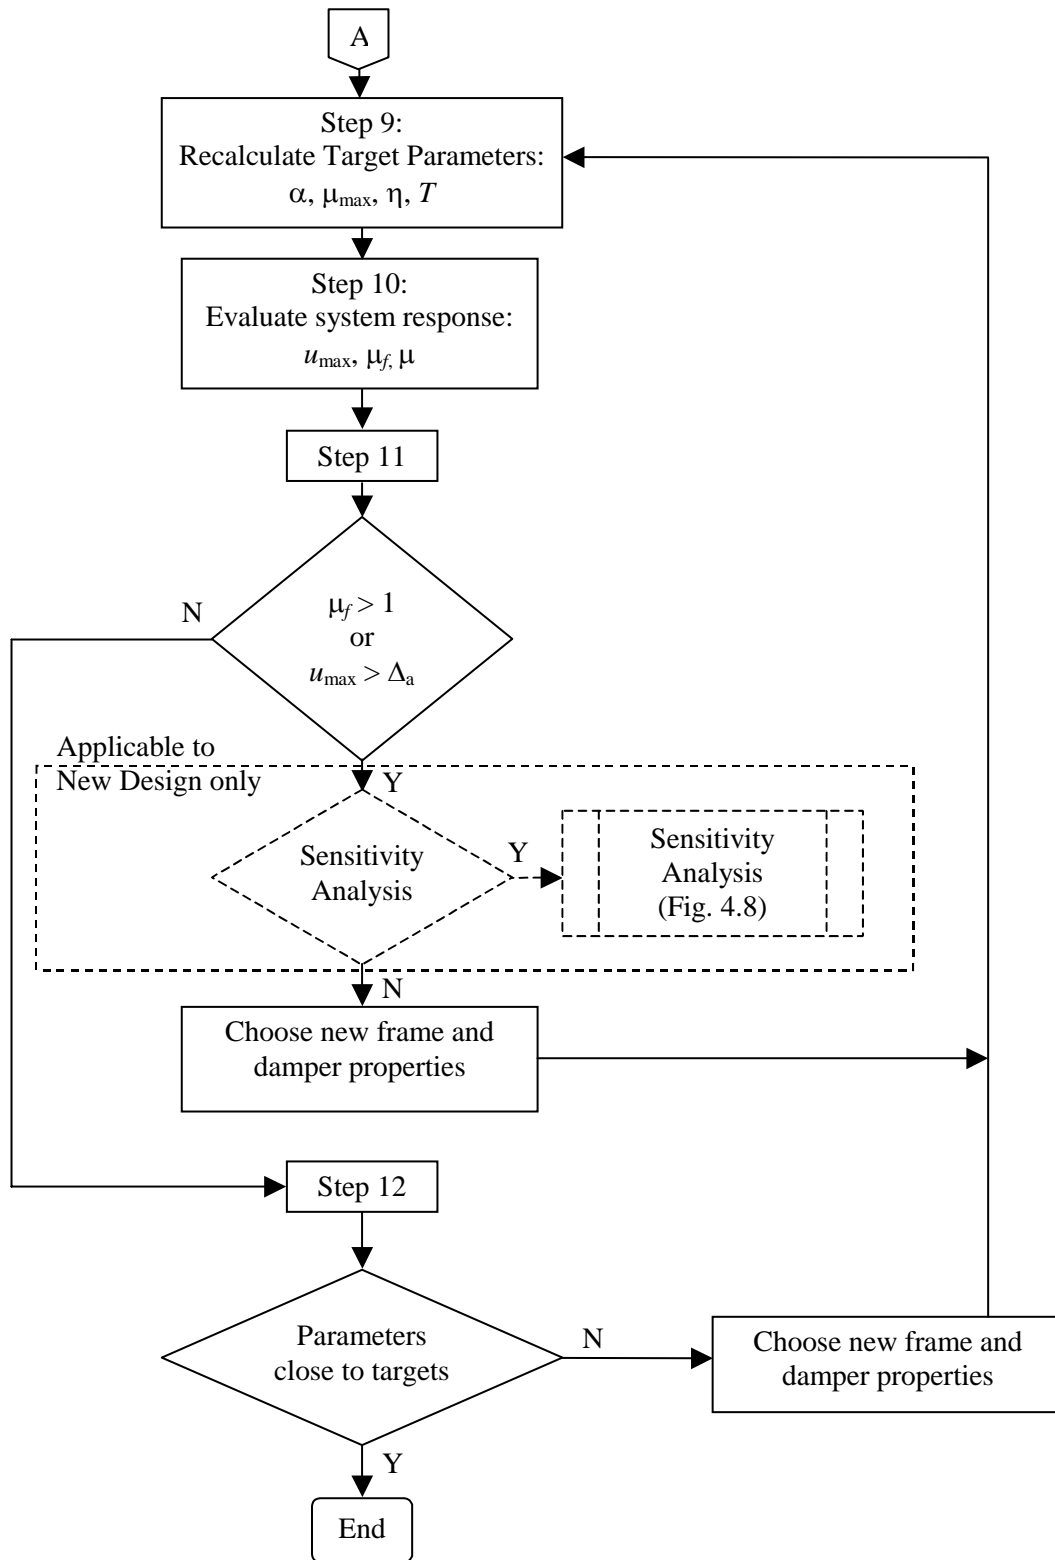 A
Step 9:
Recalculate Target Parameters:
α, μmax, η, T
Step 10:
Evaluate system response:
umax, μf, μ
Step 11
N
μf > 1
or
umax > Δa
Applicable to
New Design only
Y
Sensitivity
Analysis
Y
Sensitivity
Analysis
(Fig. 4.8)
N
Choose new frame and
damper properties
Step 12
Parameters
close to targets
N
Choose new frame and
damper properties
Y
End